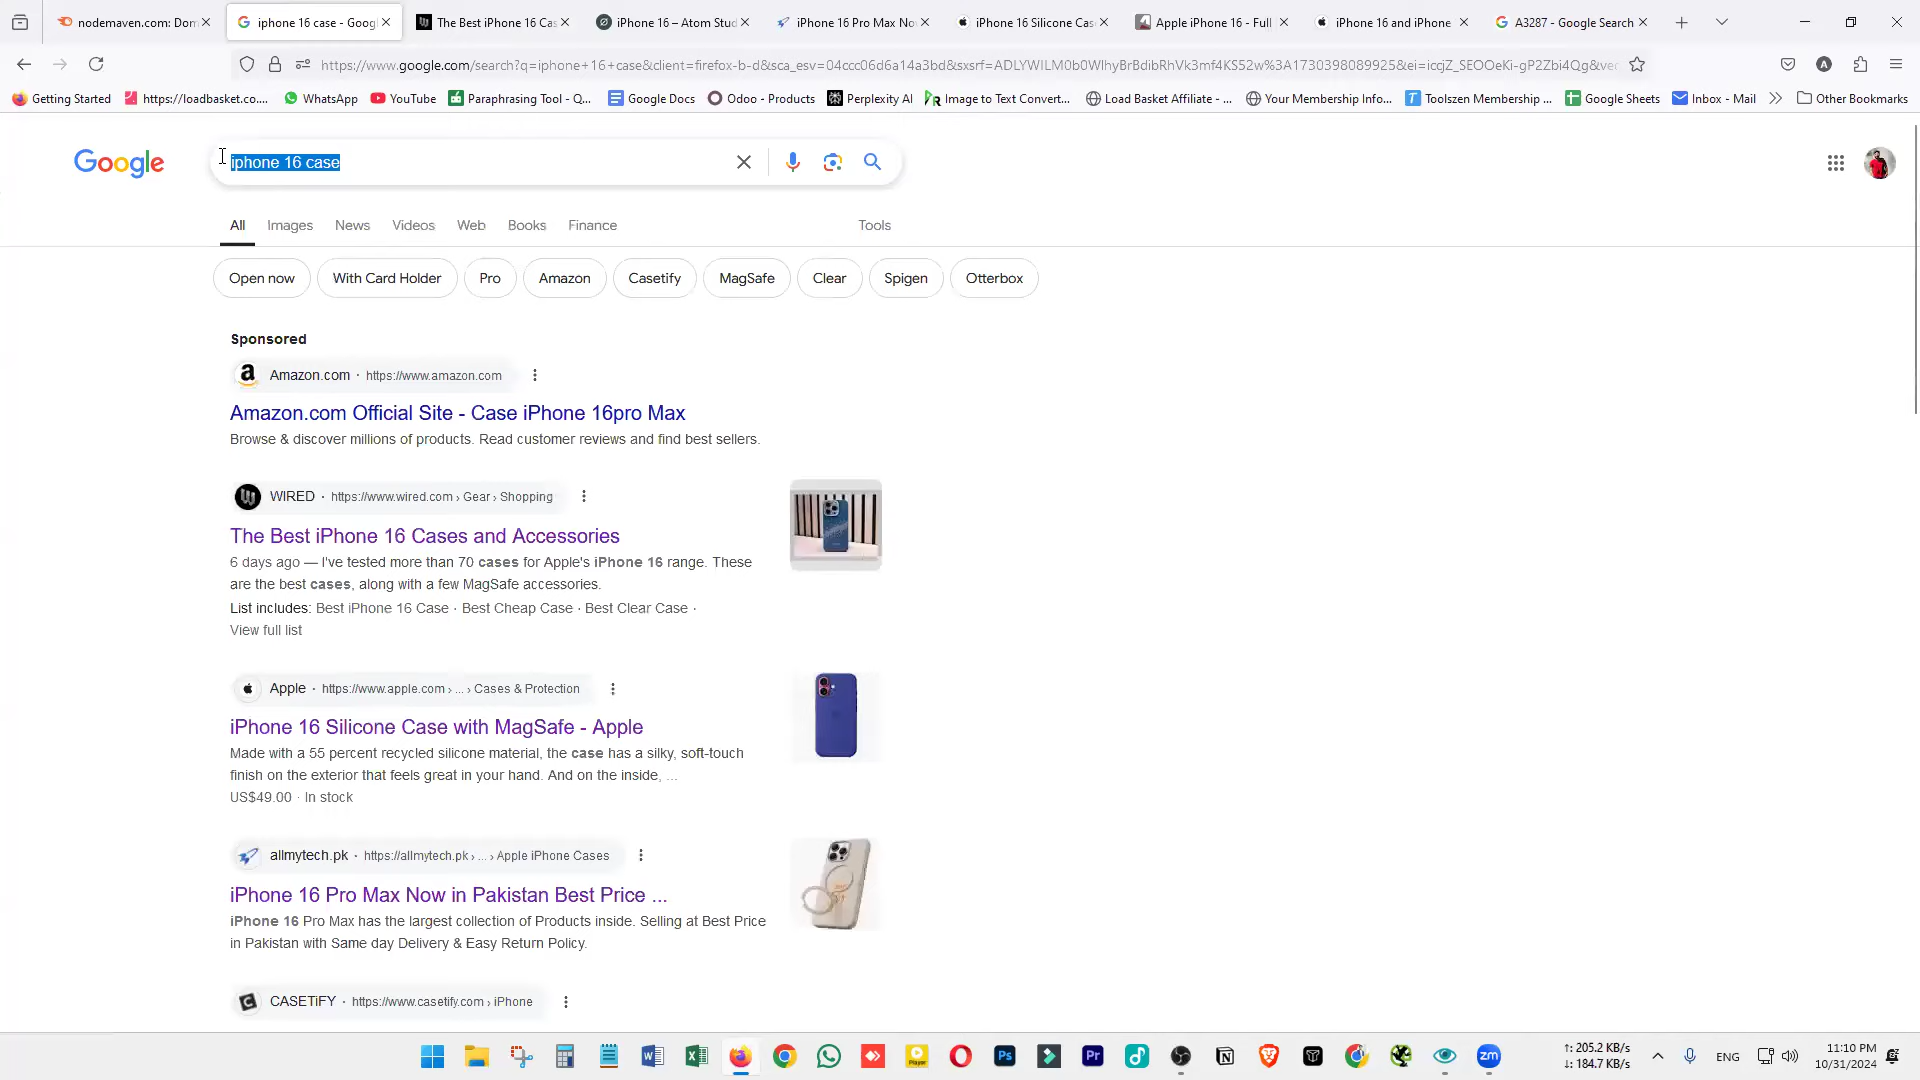 nodemaven.com: Dom
iphone 16 case - Goog
The Best iPhone 16 Cas
iPhone 16 – Atom Stud
iPhone 16 Pro Max No
iPhone 16 Silicone Cas
Apple iPhone 16 - Full
iPhone 16 and iPhone
A3287 - Google Search
https://www.google.com/search?q=iphone+16+case&client=firefox-b-d&sca_esv=04ccc06d6a14a3bd&sxsrf=
Getting Started
https://loadbasket.co....
WhatsApp
YouTube
Paraphrasing Tool - Q...
Google Docs
Odoo - Products
Perplexity AI
Image to Text Convert...
Load Basket Affiliate - ...
Your Membership Info...
Toolszen Membership ...
Google Sheets
Inbox - Mail
Other Bookmarks
Google
iphone 16 case
All Images News Videos Web Books Finance Tools
Open now With Card Holder Pro Amazon Casetify MagSafe Clear Spigen Otterbox
Sponsored
Amazon.com · https://www.amazon.com
Amazon.com Official Site - Case iPhone 16pro Max
Browse & discover millions of products. Read customer reviews and find best sellers.
WIRED · https://www.wired.com › Gear › Shopping
The Best iPhone 16 Cases and Accessories
6 days ago — I've tested more than 70 cases for Apple's iPhone 16 range. These
are the best cases, along with a few MagSafe accessories.
List includes: Best iPhone 16 Case · Best Cheap Case · Best Clear Case ·
View full list
Apple · https://www.apple.com › ... › Cases & Protection
iPhone 16 Silicone Case with MagSafe - Apple
Made with a 55 percent recycled silicone material, the case has a silky, soft-touch
finish on the exterior that feels great in your hand. And on the inside, ...
US$49.00 · In stock
allmytech.pk · https://allmytech.pk › ... › Apple iPhone Cases
iPhone 16 Pro Max Now in Pakistan Best Price ...
iPhone 16 Pro Max has the largest collection of Products inside. Selling at Best Price
in Pakistan with Same day Delivery & Easy Return Policy.
CASETiFY · https://www.casetify.com › iPhone
↑: 205.2 KB/s
↓: 184.7 KB/s
ENG
11:10 PM
10/31/2024